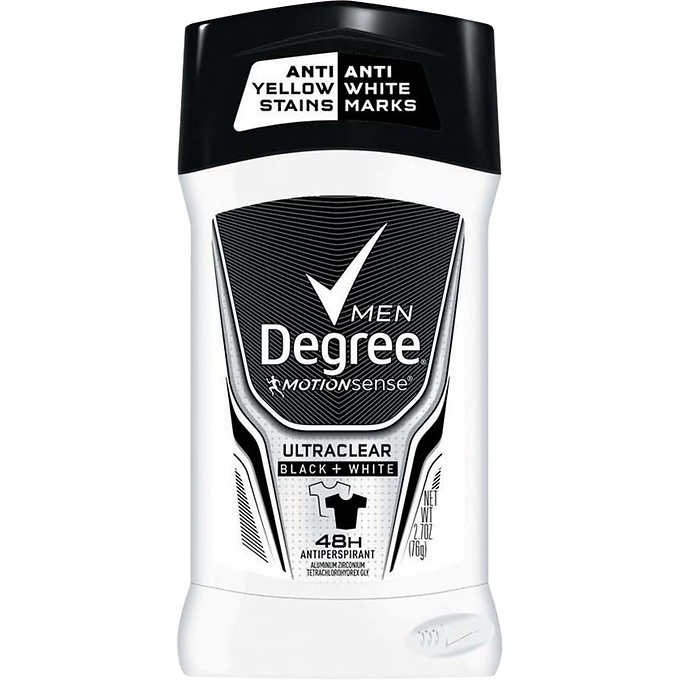 ANTI YELLOW STAINS
ANTI WHITE MARKS
MEN
Degree®
MOTIONSENSE®
ULTRACLEAR
BLACK + WHITE
48H
ANTIPERSPIRANT
ALUMINUM ZIRCONIUM
TETRACHLOROHYDREX GLY
NET
WT
2.7OZ
(76g)